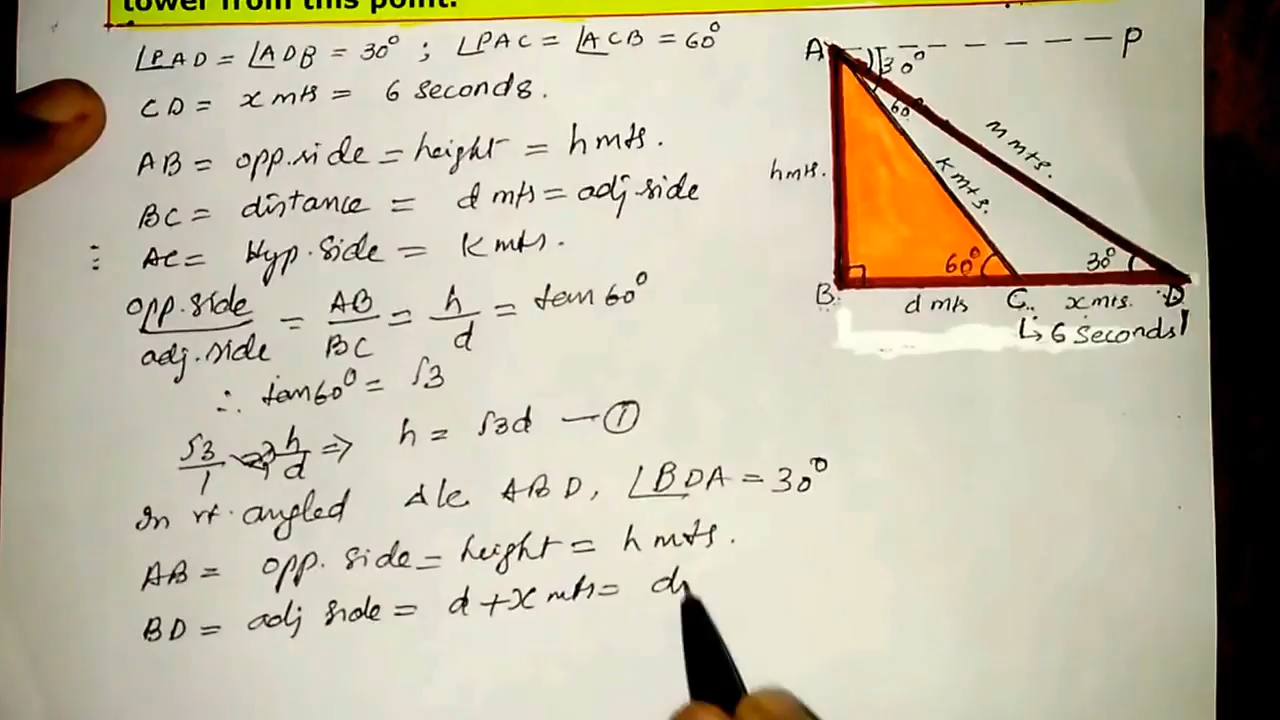 tower from this point.
∠PAD = ∠ADB = 30° ; ∠PAC = ∠ACB = 60°
CD = x mts = 6 seconds.
AB = opp.side = height = h mts.
BC = distance = d mts = adj.side
∴ AC = Hyp.side = K mts.
opp.side / adj.side = AB / BC = h / d = tan 60°
∴ tan 60° = √3
√3 / 1 = h / d ⇒ h = √3d — ①
In rt. angled Δle ABD, ∠BDA = 30°
AB = opp. side = height = h mts.
BD = adj side = d + x mts = d
A
P
30°
60°
m mts.
K mts.
h mts.
60°
30°
B
d mts
C
x mts.
D
↳ 6 seconds